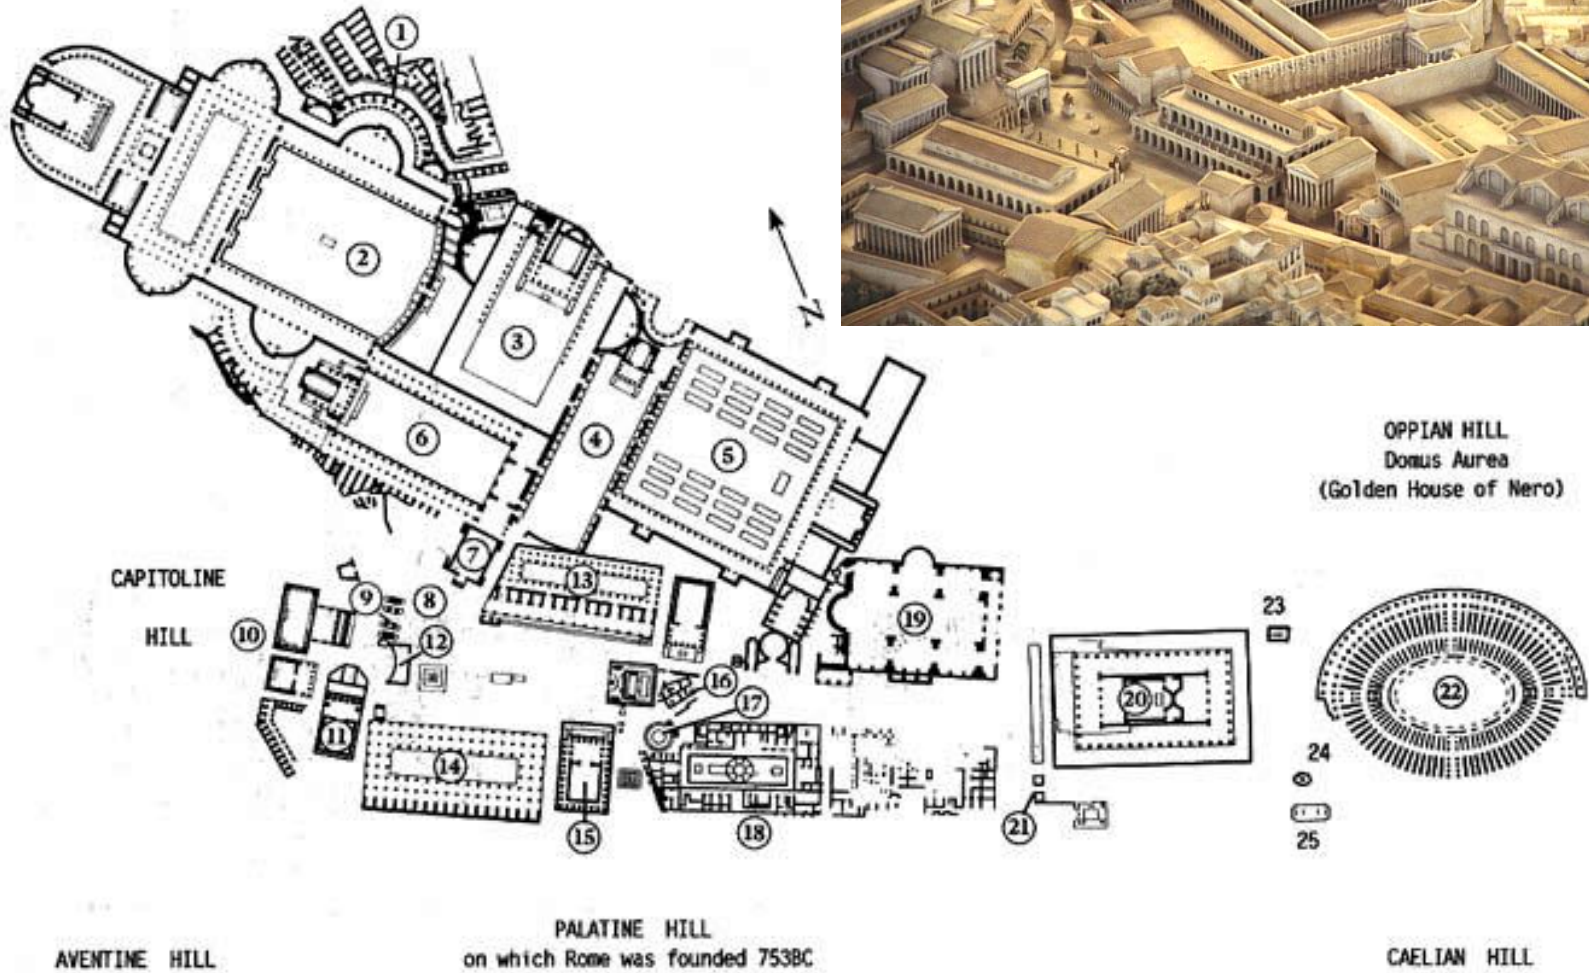 1
2
3
N
4
5
6
OPPIAN HILL
Domus Aurea
(Golden House of Nero)
7
CAPITOLINE
HILL
8
9
10
11
12
13
14
15
16
17
18
19
20
21
22
23
24
25
PALATINE HILL
on which Rome was founded 753BC
AVENTINE HILL
CAELIAN HILL